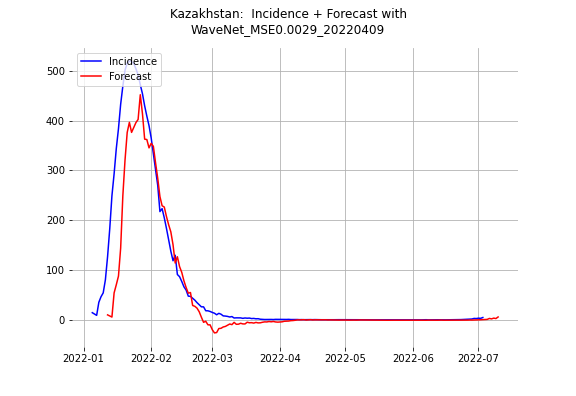 Kazakhstan:  Incidence + Forecast with
WaveNet_MSE0.0029_20220409
Incidence
Forecast
500
400
300
200
100
0
2022-01 2022-02 2022-03 2022-04 2022-05 2022-06 2022-07